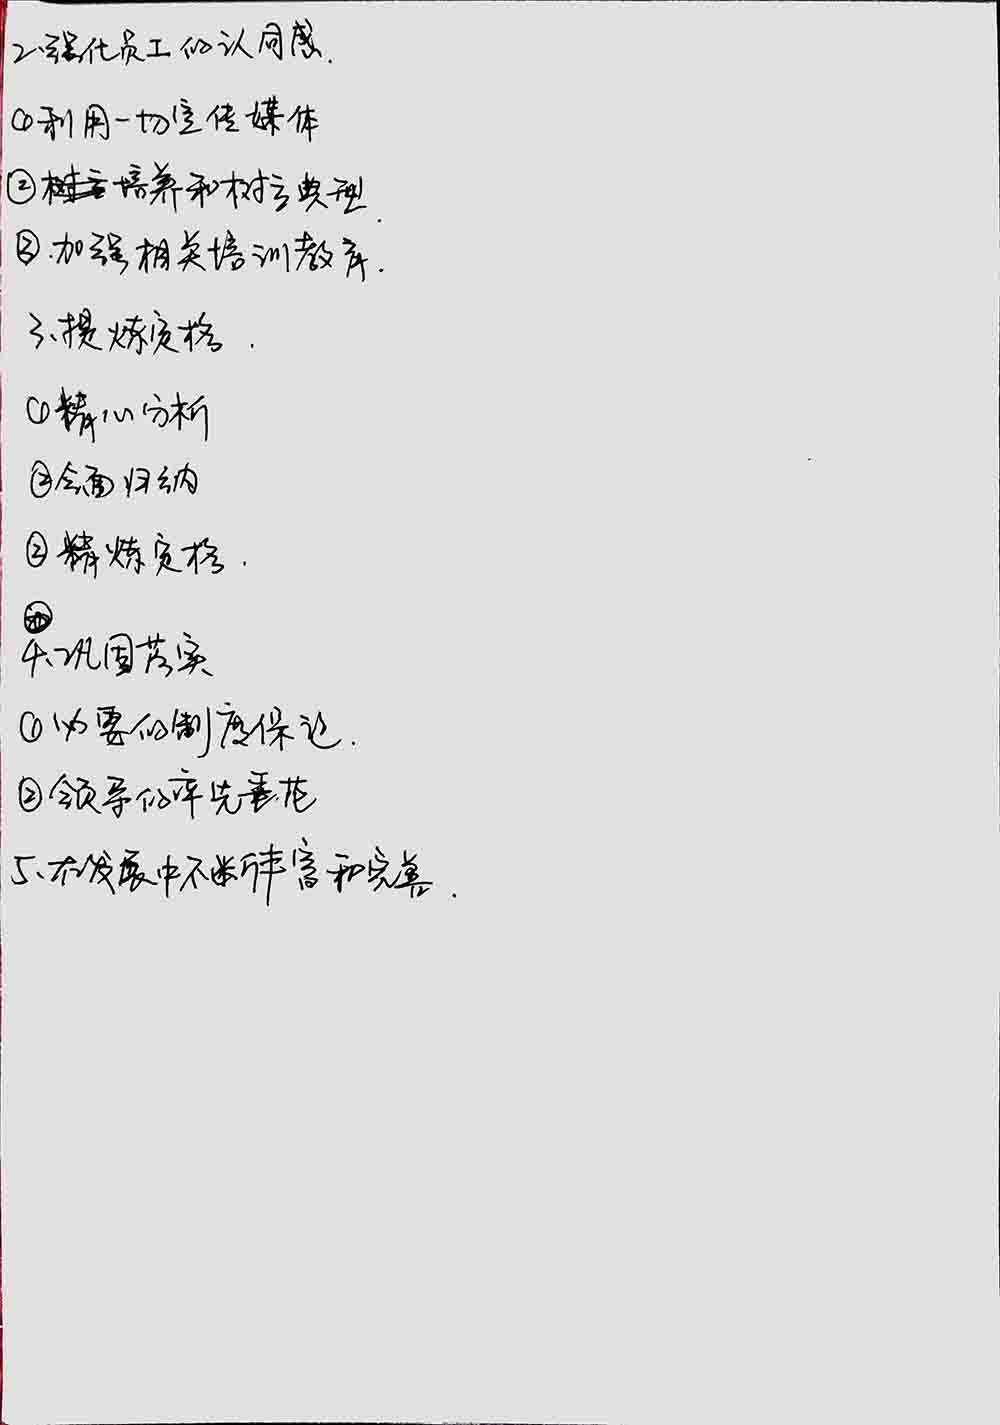 2、强化员工的认同感.
①利用一切宣传媒体
②培养和树立典型.
③.加强相关培训教育.
3、提炼定格.
①精心分析
②全面归纳
③精炼定格.
4、巩固落实
①必要的制度保证.
②领导的率先垂范
5、在发展中不断丰富和完善.